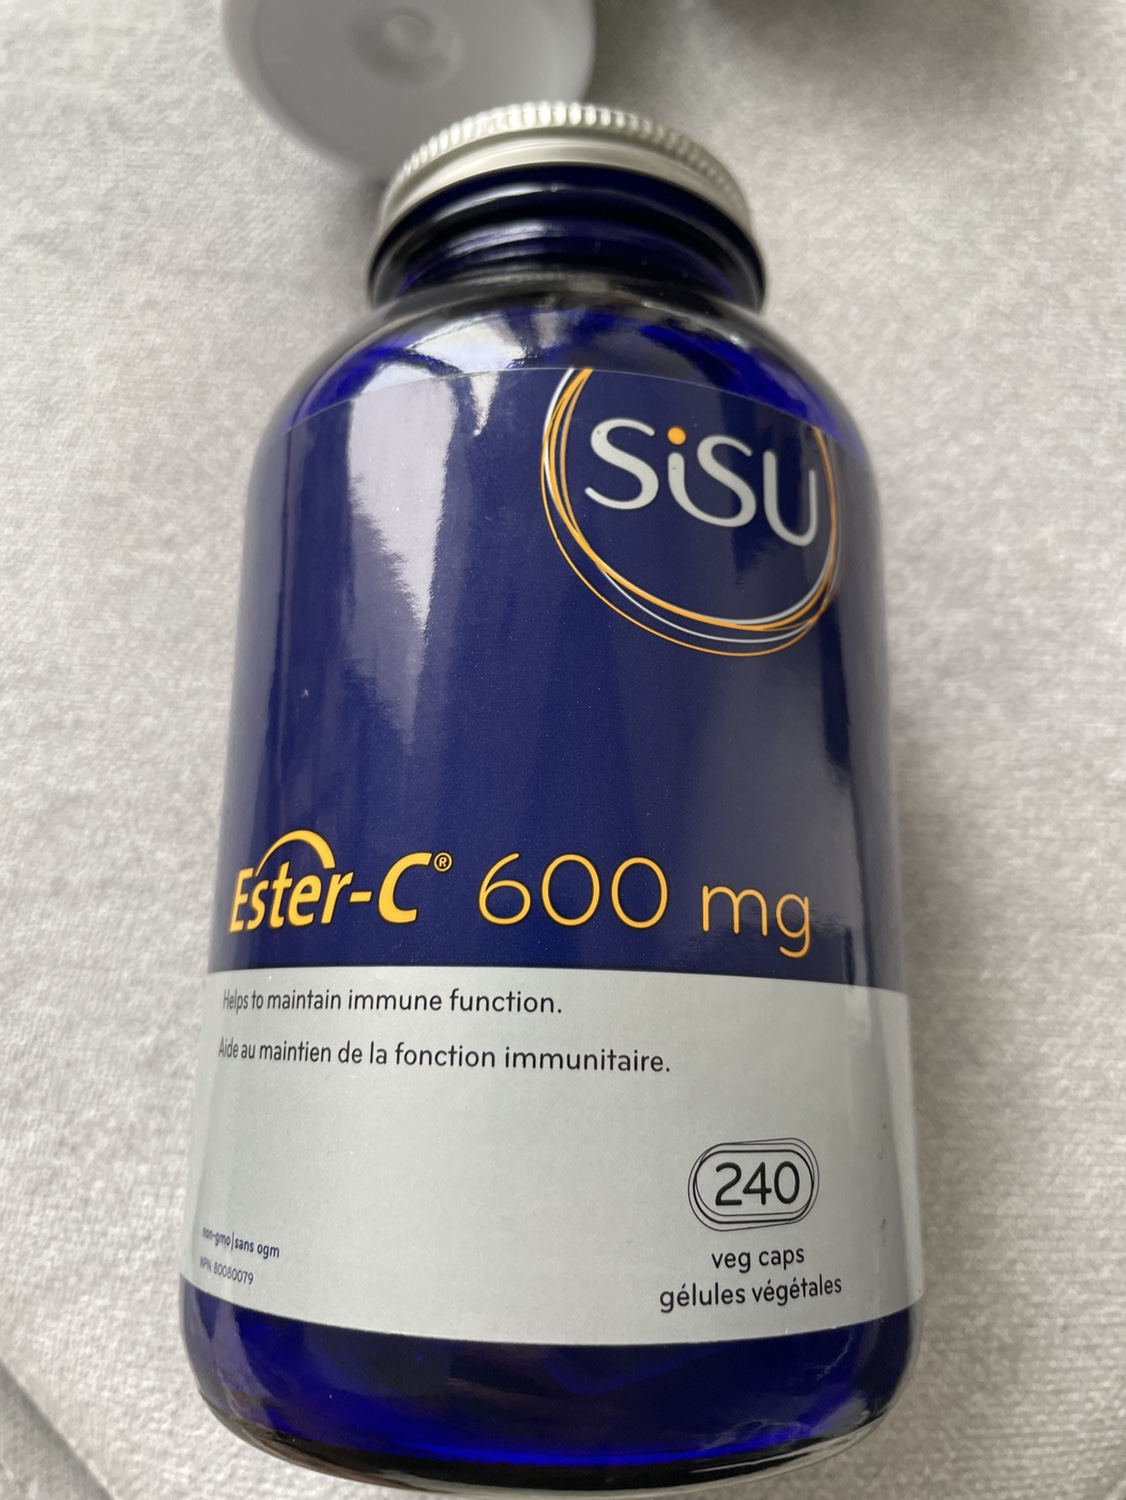 SiSU
Ester-C® 600 mg
Helps to maintain immune function.
Aide au maintien de la fonction immunitaire.
240
veg caps
gélules végétales
non-gmo|sans ogm
NPN: 80080079